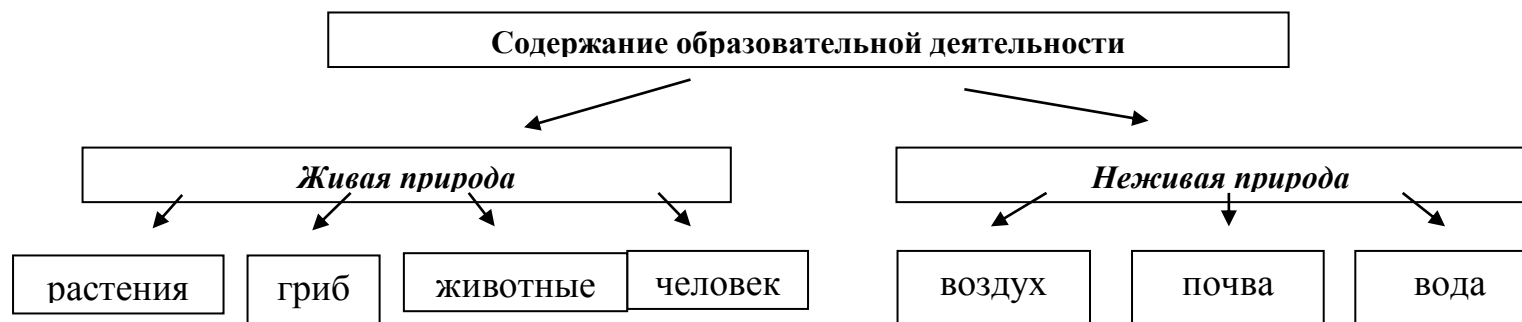 Содержание образовательной деятельности
Живая природа
Неживая природа
растения
гриб
животные
человек
воздух
почва
вода